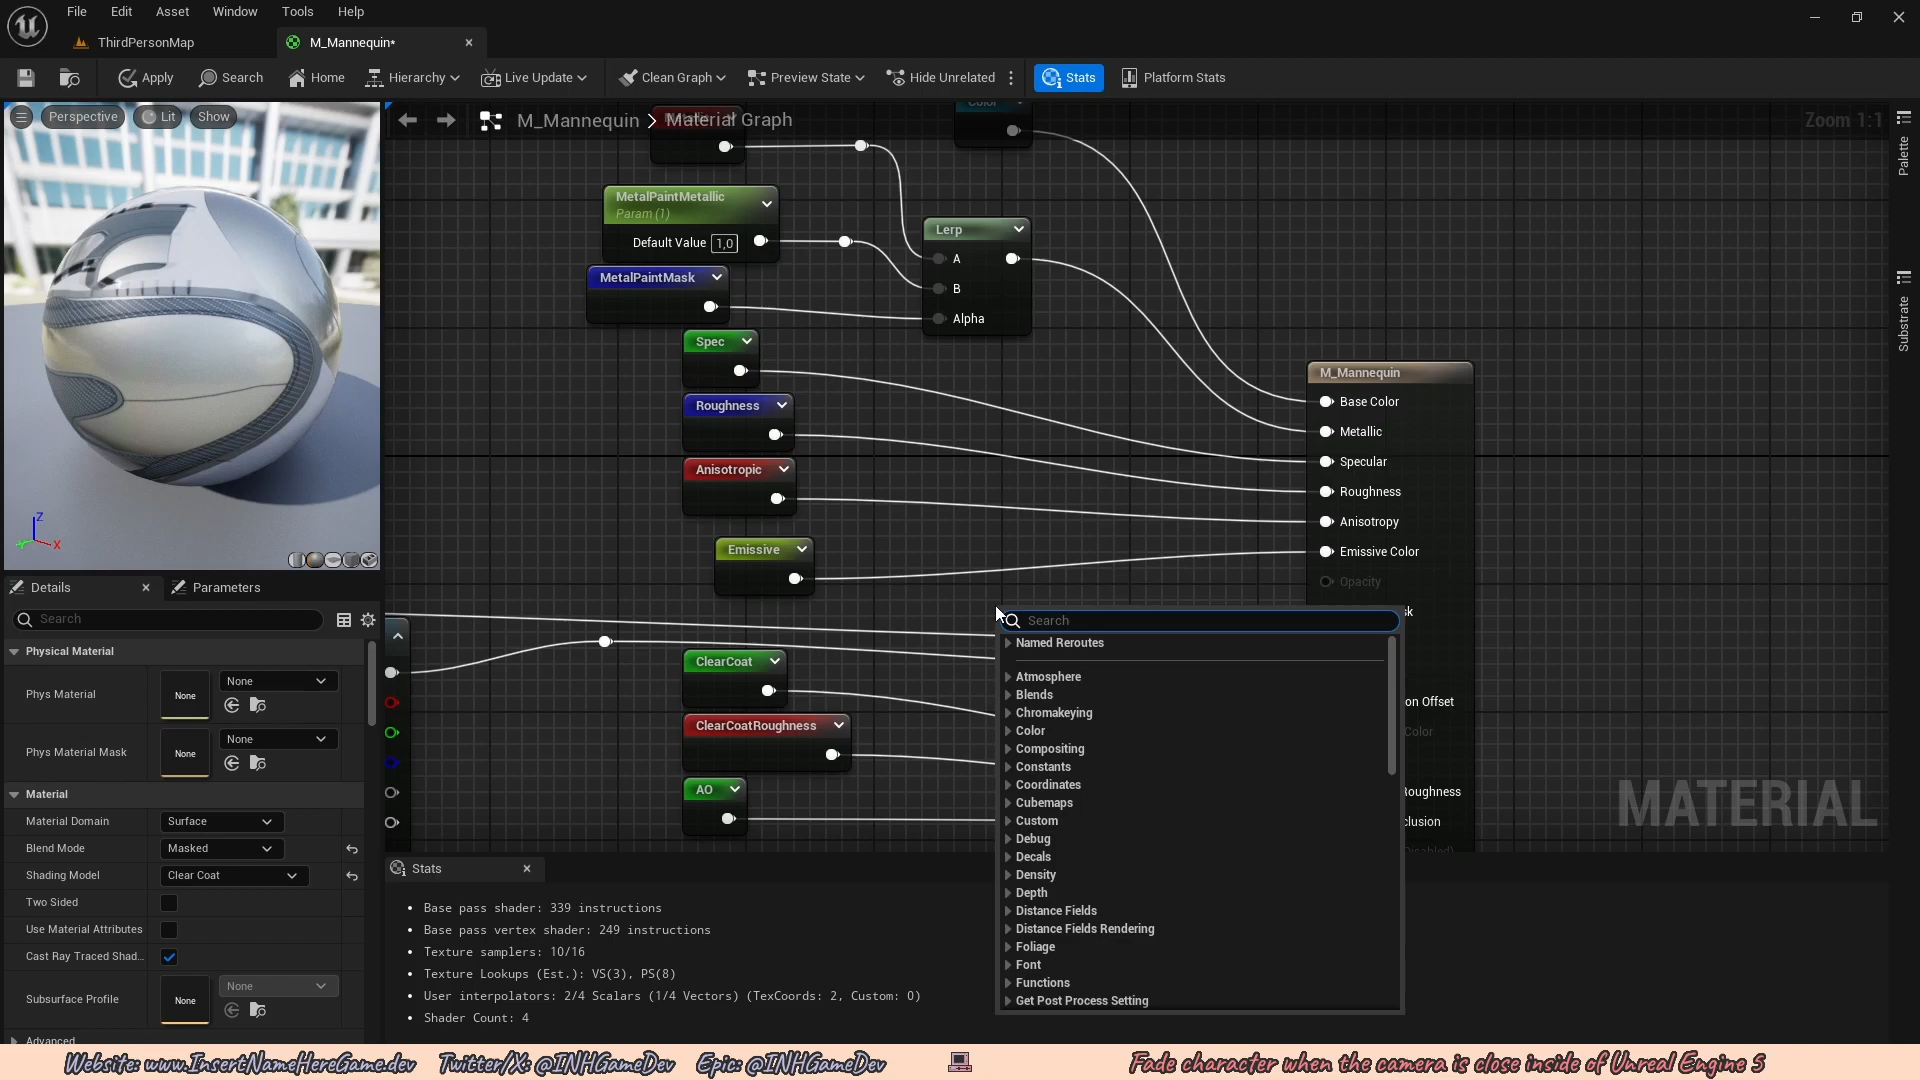 File Edit Asset Window Tools Help
ThirdPersonMap
M_Mannequin*
Apply Search Home Hierarchy Live Update Clean Graph Preview State Hide Unrelated Stats Platform Stats
Perspective Lit Show
M_Mannequin > Material Graph
Zoom 1:1
Color
Palette
Substrate
MetalPaintMetallic
Param (1)
Default Value 1,0
Lerp
A
B
Alpha
MetalPaintMask
Spec
Roughness
Anisotropic
Emissive
ClearCoat
ClearCoatRoughness
AO
M_Mannequin
Base Color
Metallic
Specular
Roughness
Anisotropy
Emissive Color
Opacity
sk
on Offset
Color
Roughness
clusion
Disabled)
MATERIAL
Z
X
Details
Parameters
Search
Physical Material
Phys Material None None
Phys Material Mask None None
Material
Material Domain Surface
Blend Mode Masked
Shading Model Clear Coat
Two Sided
Use Material Attributes
Cast Ray Traced Shad...
Subsurface Profile None None
Advanced
Search
Named Reroutes
Atmosphere
Blends
Chromakeying
Color
Compositing
Constants
Coordinates
Cubemaps
Custom
Debug
Decals
Density
Depth
Distance Fields
Distance Fields Rendering
Foliage
Font
Functions
Get Post Process Setting
Stats
• Base pass shader: 339 instructions
• Base pass vertex shader: 249 instructions
• Texture samplers: 10/16
• Texture Lookups (Est.): VS(3), PS(8)
• User interpolators: 2/4 Scalars (1/4 Vectors) (TexCoords: 2, Custom: 0)
• Shader Count: 4
Website: www.InsertNameHereGame.dev Twitter/X: @INHGameDev Epic: @INHGameDev
Fade character when the camera is close inside of Unreal Engine 5